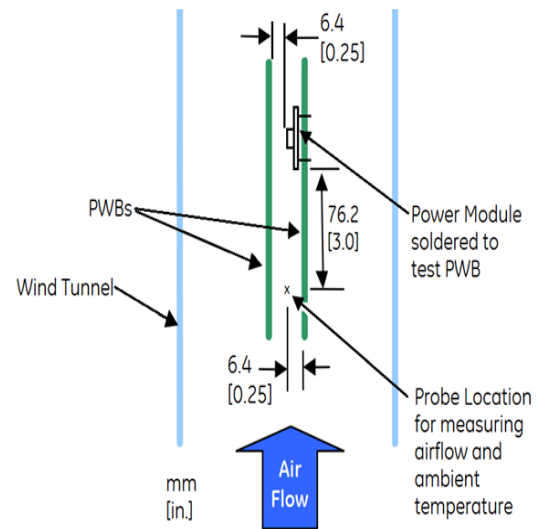 6.4
[0.25]
PWBs
76.2
[3.0]
Power Module
soldered to
test PWB
Wind Tunnel
x
6.4
[0.25]
Probe Location
for measuring
airflow and
ambient
temperature
Air
Flow
mm
[in.]